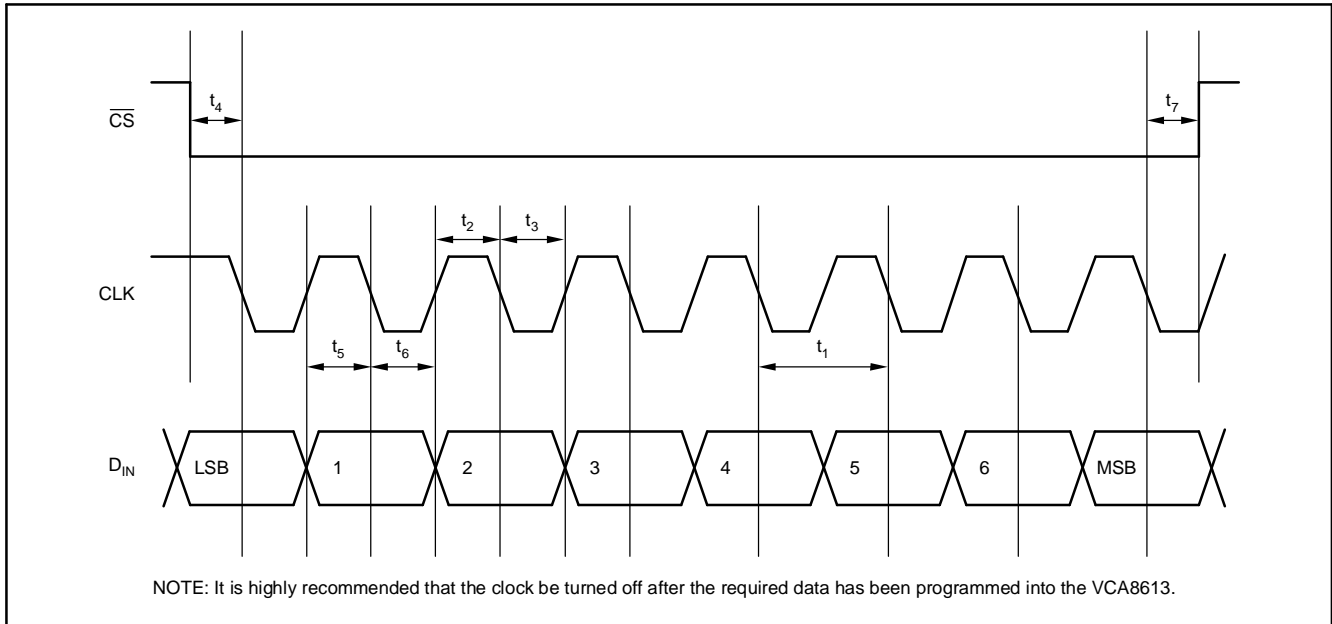 t4
t7
CS
t2
t3
CLK
t5
t6
t1
DIN
LSB
1
2
3
4
5
6
MSB
NOTE: It is highly recommended that the clock be turned off after the required data has been programmed into the VCA8613.